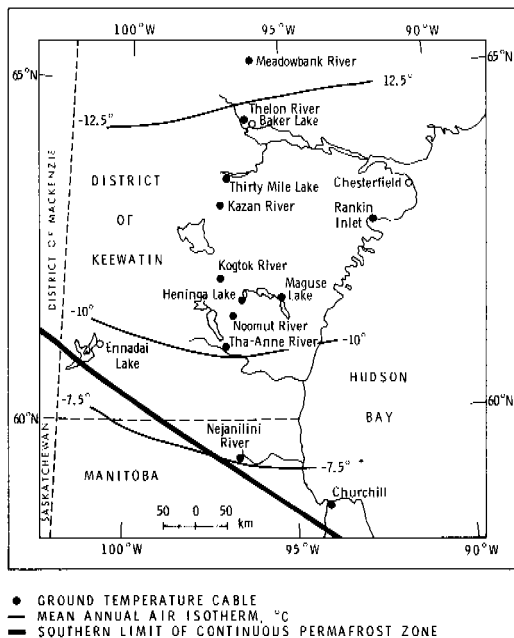 100°W
95°W
90°W
65°N
65°N
Meadowbank River
-12.5°
12.5°
Thelon River
Baker Lake
DISTRICT
OF
KEEWATIN
DISTRICT OF MACKENZIE
Thirty Mile Lake
Chesterfield
Kazan River
Rankin
Inlet
Kogtok River
Maguse
Lake
Heninga Lake
-10°
Noomut River
Tha-Anne River
-10°
Ennadai
Lake
HUDSON
BAY
60°N
60°N
-7.5°
Nejanilini
River
-7.5°
SASKATCHEWAN
MANITOBA
Churchill
50 0 50
km
100°W
95°W
90°W
GROUND TEMPERATURE CABLE
MEAN ANNUAL AIR ISOTHERM, °C
SOUTHERN LIMIT OF CONTINUOUS PERMAFROST ZONE